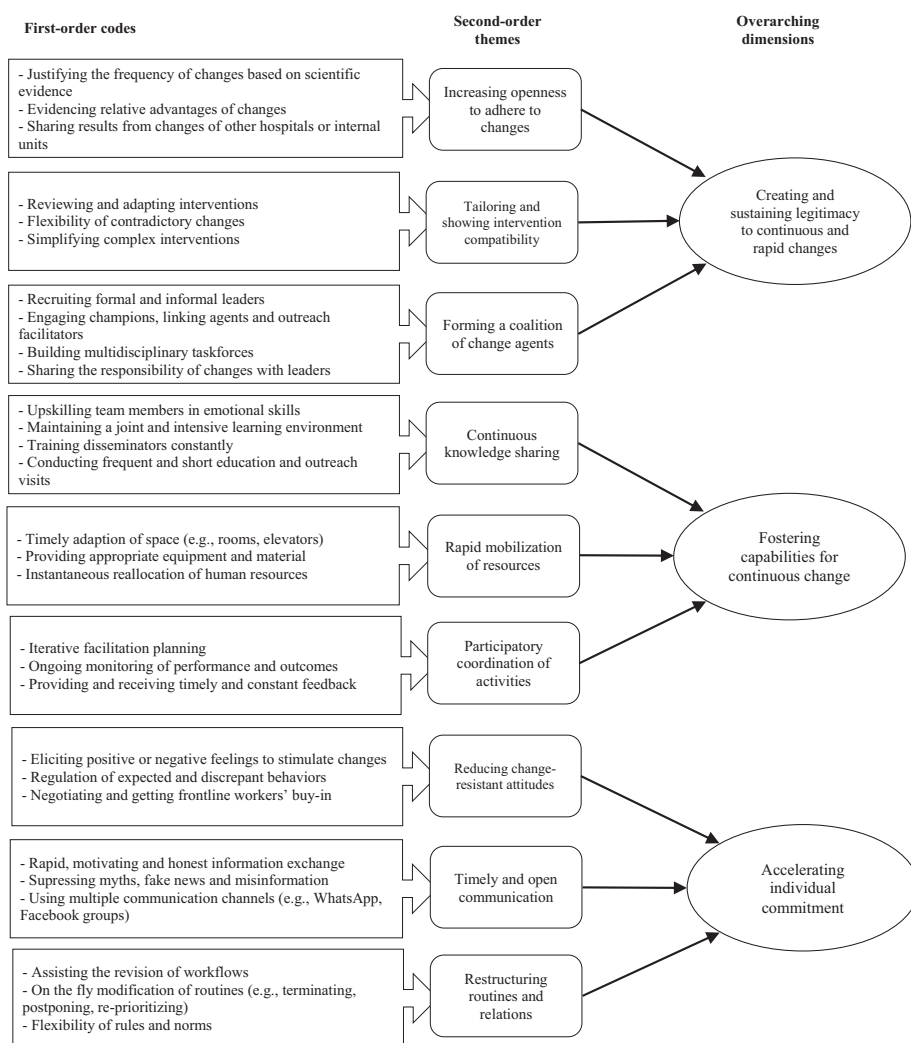 First-order codes
Second-order
themes
Overarching
dimensions
- Justifying the frequency of changes based on scientific
evidence
- Evidencing relative advantages of changes
- Sharing results from changes of other hospitals or internal
units
Increasing openness
to adhere to
changes
- Reviewing and adapting interventions
- Flexibility of contradictory changes
- Simplifying complex interventions
Tailoring and
showing intervention
compatibility
- Recruiting formal and informal leaders
- Engaging champions, linking agents and outreach
facilitators
- Building multidisciplinary taskforces
- Sharing the responsibility of changes with leaders
Forming a coalition
of change agents
Creating and
sustaining legitimacy
to continuous and
rapid changes
- Upskilling team members in emotional skills
- Maintaining a joint and intensive learning environment
- Training disseminators constantly
- Conducting frequent and short education and outreach
visits
Continuous
knowledge sharing
- Timely adaption of space (e.g., rooms, elevators)
- Providing appropriate equipment and material
- Instantaneous reallocation of human resources
Rapid mobilization
of resources
- Iterative facilitation planning
- Ongoing monitoring of performance and outcomes
- Providing and receiving timely and constant feedback
Participatory
coordination of
activities
Fostering
capabilities for
continuous change
- Eliciting positive or negative feelings to stimulate changes
- Regulation of expected and discrepant behaviors
- Negotiating and getting frontline workers' buy-in
Reducing change-
resistant attitudes
- Rapid, motivating and honest information exchange
- Supressing myths, fake news and misinformation
- Using multiple communication channels (e.g., WhatsApp,
Facebook groups)
Timely and open
communication
- Assisting the revision of workflows
- On the fly modification of routines (e.g., terminating,
postponing, re-prioritizing)
- Flexibility of rules and norms
Restructuring
routines and
relations
Accelerating
individual
commitment